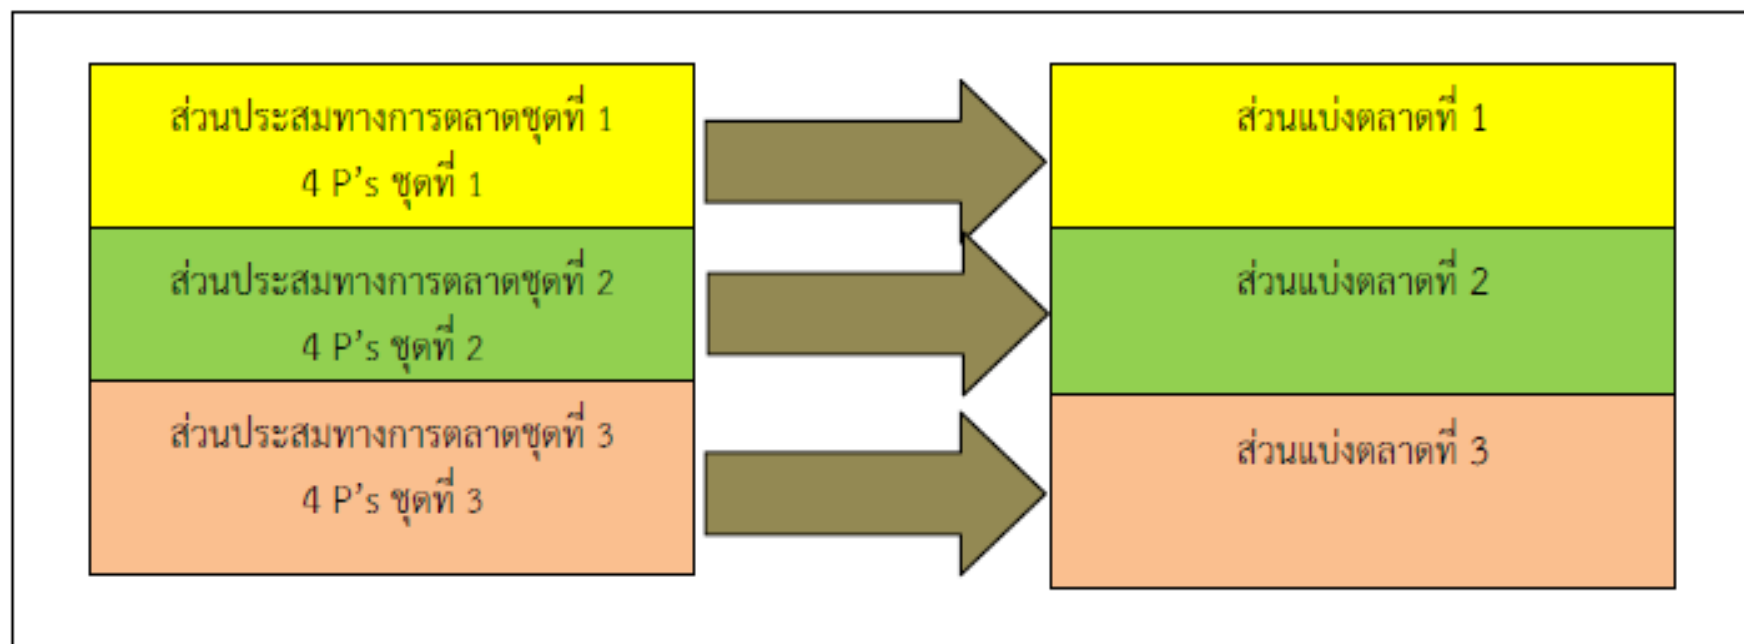 ส่วนประสมทางการตลาดชุดที่ 1
4 P's ชุดที่ 1
ส่วนประสมทางการตลาดชุดที่ 2
4 P's ชุดที่ 2
ส่วนประสมทางการตลาดชุดที่ 3
4 P's ชุดที่ 3
ส่วนแบ่งตลาดที่ 1
ส่วนแบ่งตลาดที่ 2
ส่วนแบ่งตลาดที่ 3